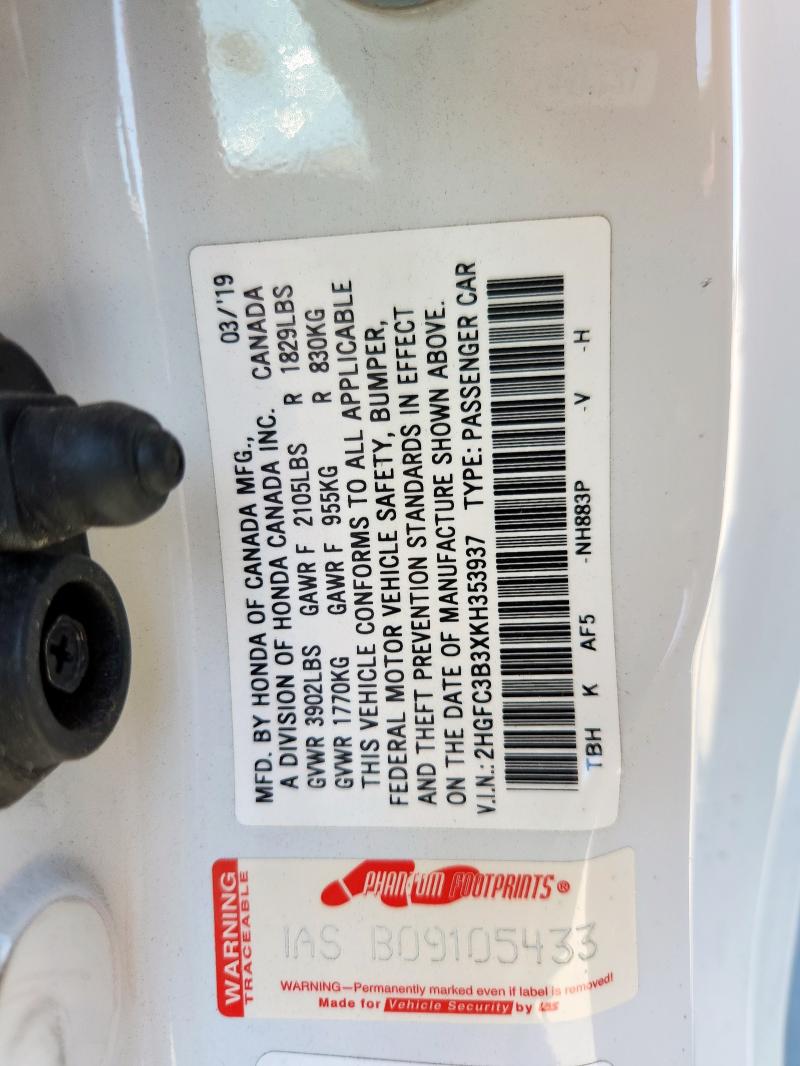 MFD. BY HONDA OF CANADA MFG., 03/'19
A DIVISION OF HONDA CANADA INC. CANADA
GVWR 3902LBS GAWR F 2105LBS R 1829LBS
GVWR 1770KG GAWR F 955KG R 830KG
THIS VEHICLE CONFORMS TO ALL APPLICABLE
FEDERAL MOTOR VEHICLE SAFETY, BUMPER,
AND THEFT PREVENTION STANDARDS IN EFFECT
ON THE DATE OF MANUFACTURE SHOWN ABOVE.
V.I.N.: 2HGFC3B3XKH353937 TYPE: PASSENGER CAR
TBH K AF5 -NH883P -V -H
WARNING
TRACEABLE
PHANTOM FOOTPRINTS®
IAS B09105433
WARNING—Permanently marked even if label is removed!
Made for Vehicle Security by IAS